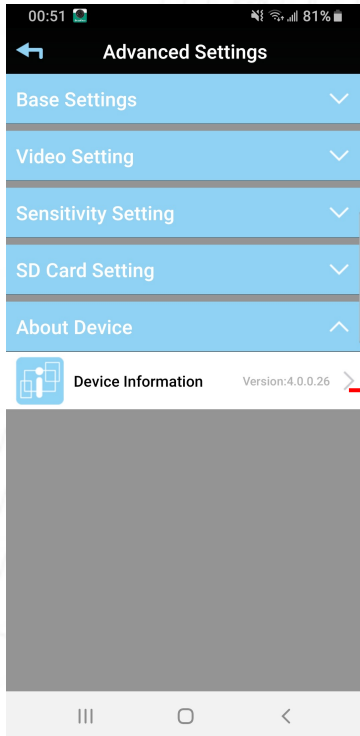 00:51 81%
Advanced Settings
Base Settings
Video Setting
Sensitivity Setting
SD Card Setting
About Device
Device Information Version:4.0.0.26